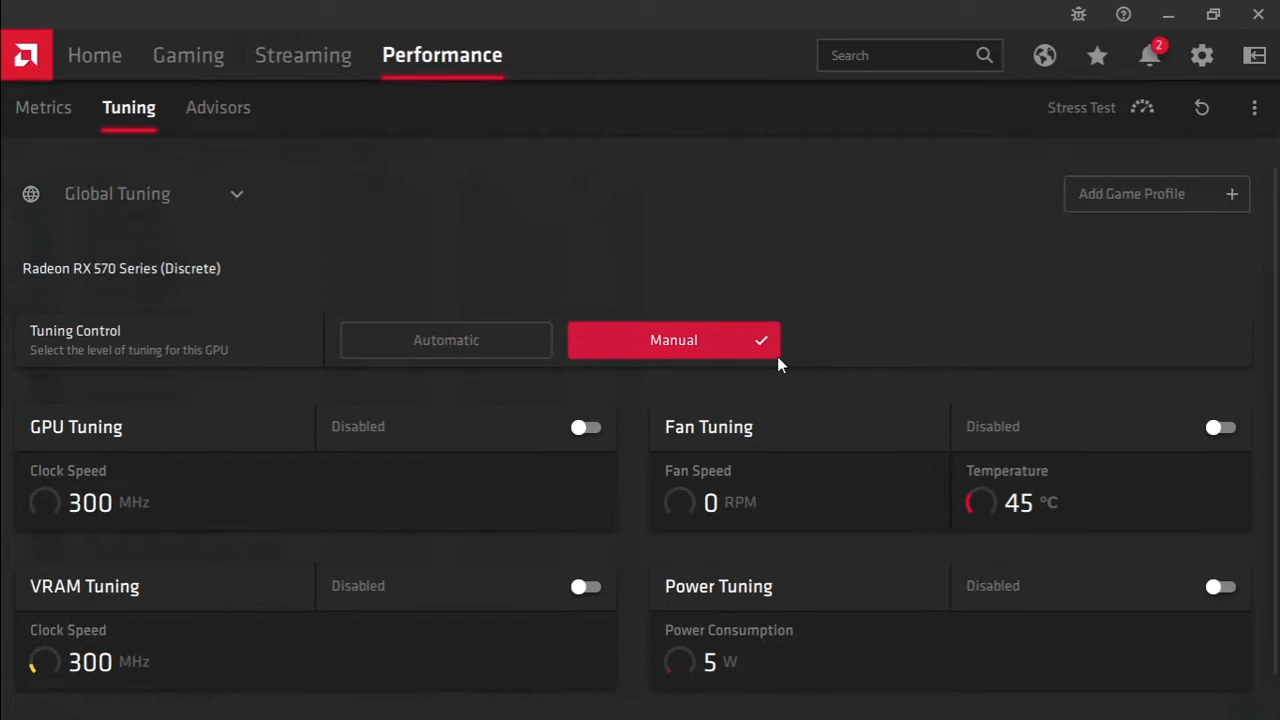 Home Gaming Streaming Performance Search 2
Metrics Tuning Advisors Stress Test
Global Tuning Add Game Profile +
Radeon RX 570 Series (Discrete)
Tuning Control
Select the level of tuning for this GPU
Automatic Manual
GPU Tuning Disabled
Clock Speed
300 MHz
Fan Tuning Disabled
Fan Speed Temperature
0 RPM 45 °C
VRAM Tuning Disabled
Clock Speed
300 MHz
Power Tuning Disabled
Power Consumption
5 W